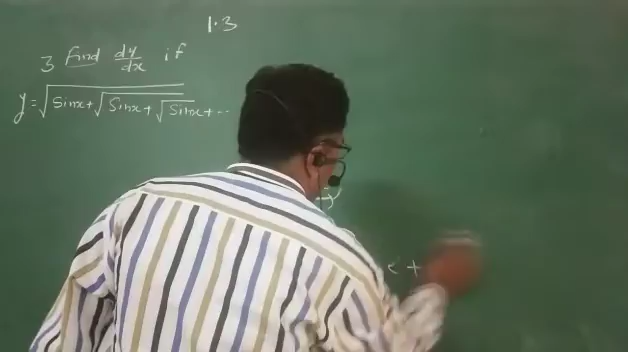 1.3
3 Find dy/dx if
y = √(Sinx + √(Sinx + √(Sinx + ...